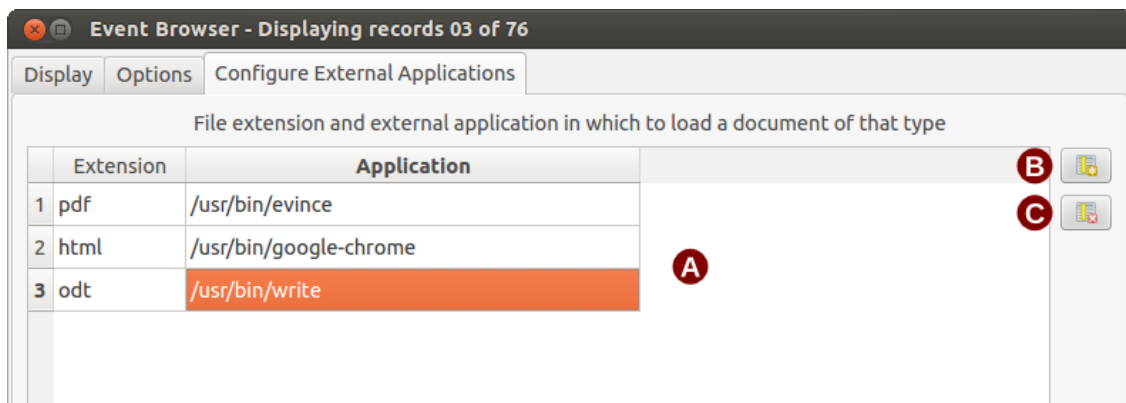 Event Browser - Displaying records 03 of 76
Display Options Configure External Applications
File extension and external application in which to load a document of that type
Extension Application B
1 pdf /usr/bin/evince C
2 html /usr/bin/google-chrome A
3 odt /usr/bin/write